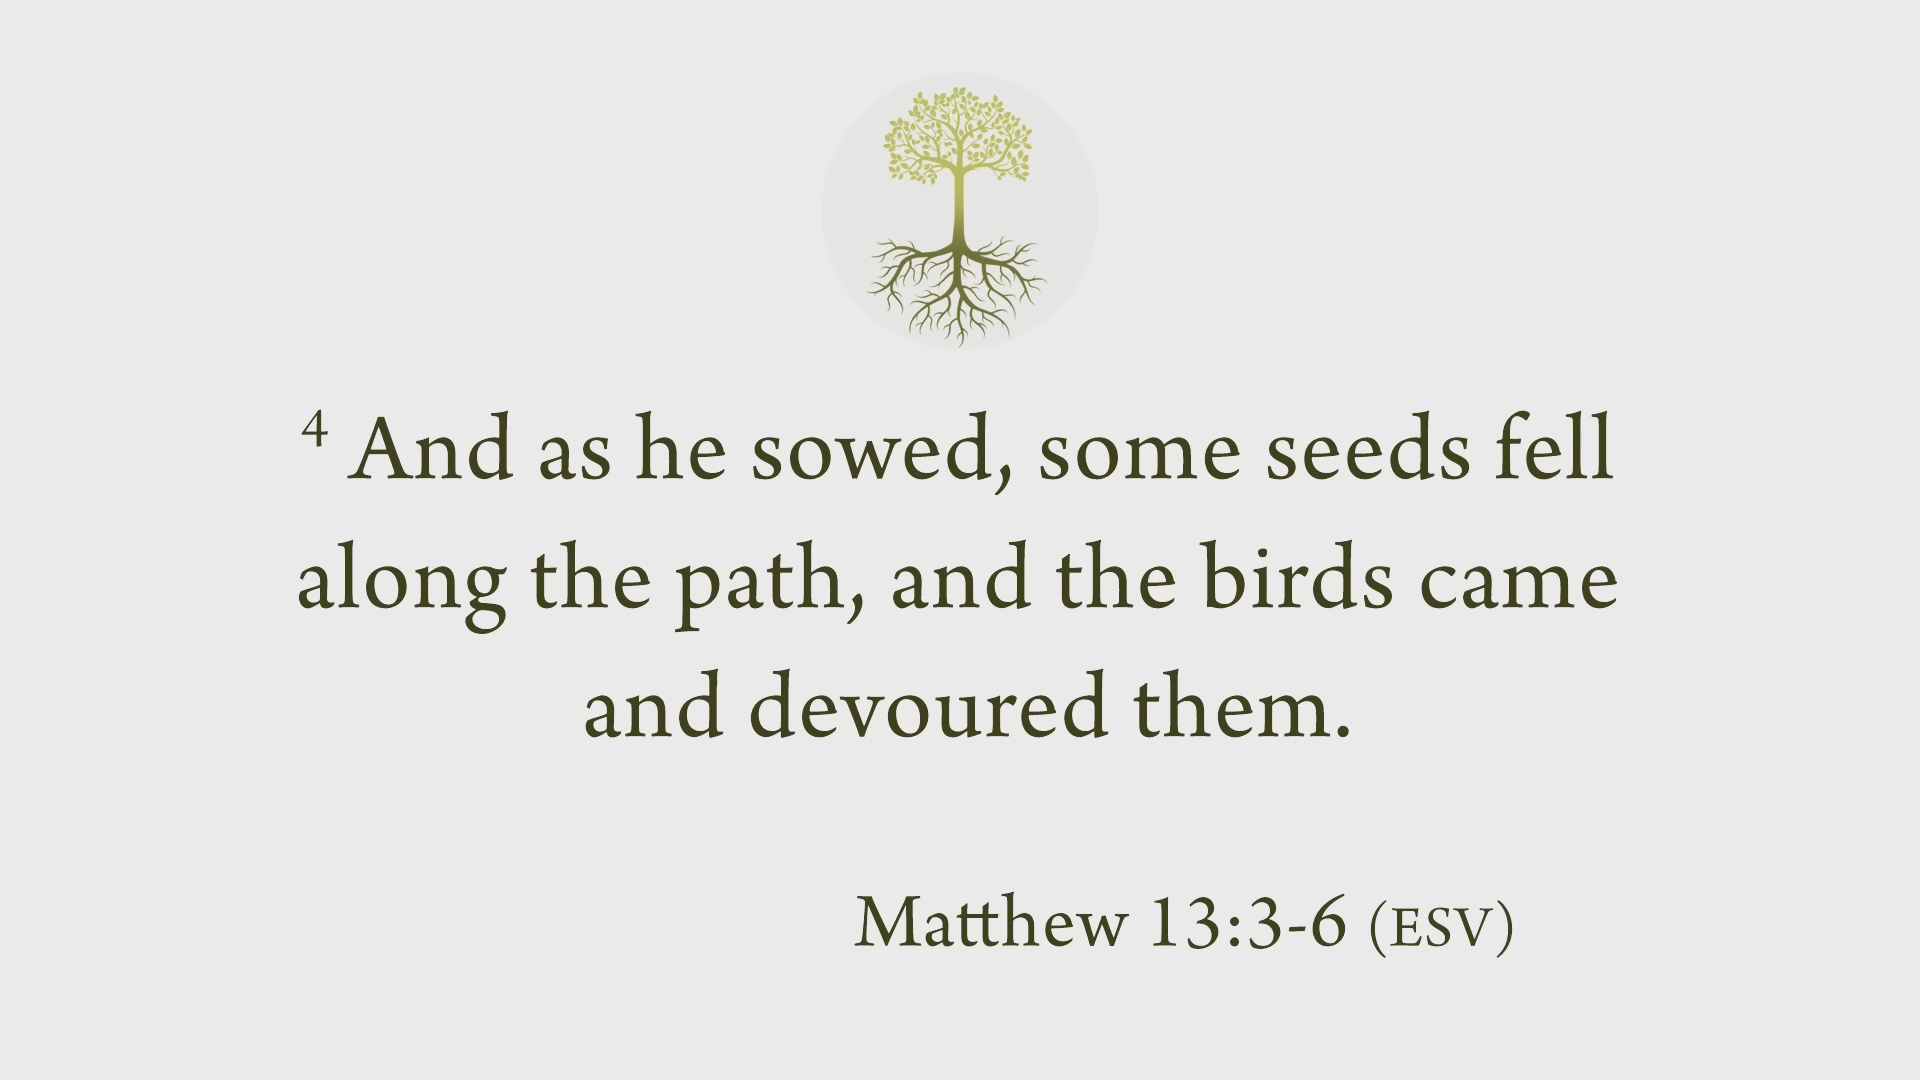 4 And as he sowed, some seeds fell
along the path, and the birds came
and devoured them.
Matthew 13:3-6 (ESV)